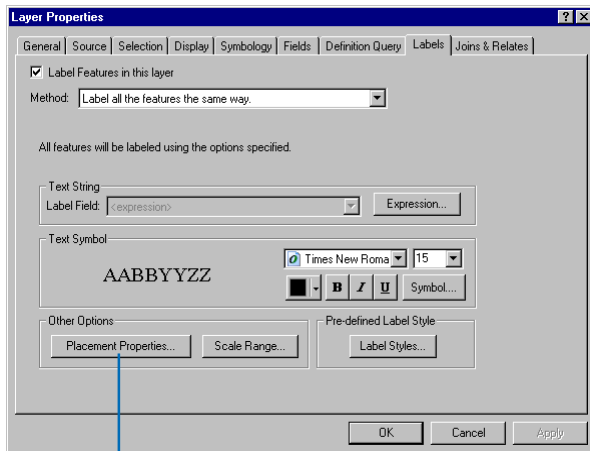 Layer Properties
General Source Selection Display Symbology Fields Definition Query Labels Joins & Relates
Label Features in this layer
Method: Label all the features the same way.
All features will be labeled using the options specified.
Text String
Label Field: <expression> Expression...
Text Symbol
AABBYYZZ
Times New Roma 15
B I U Symbol....
Other Options Pre-defined Label Style
Placement Properties... Scale Range... Label Styles...
OK Cancel Apply